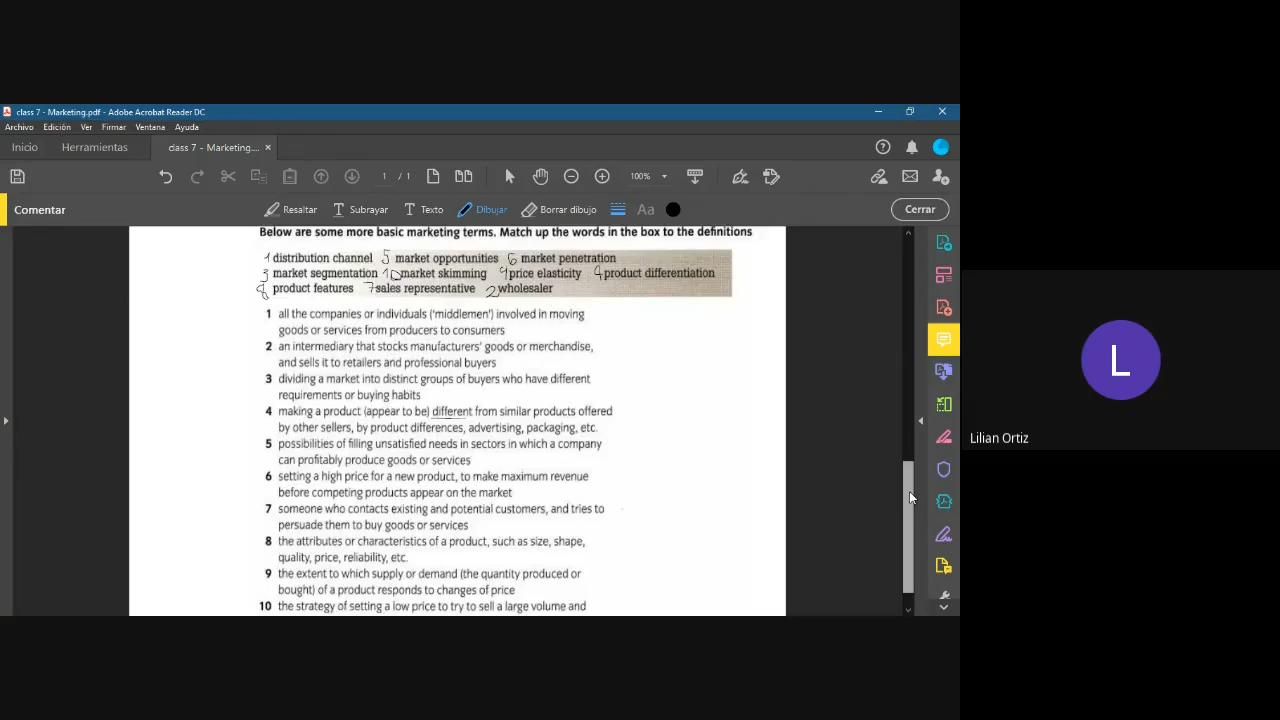 class 7 - Marketing.pdf - Adobe Acrobat Reader DC
Archivo Edición Ver Firmar Ventana Ayuda
Inicio Herramientas class 7 - Marketing.... ×
1 / 1 100%
Comentar Resaltar Subrayar Texto Dibujar Borrar dibujo Aa Cerrar
Below are some more basic marketing terms. Match up the words in the box to the definitions
1 distribution channel 5 market opportunities 6 market penetration
3 market segmentation 10 market skimming 9 price elasticity 4 product differentiation
8 product features 7 sales representative 2 wholesaler
1 all the companies or individuals ('middlemen') involved in moving
goods or services from producers to consumers
2 an intermediary that stocks manufacturers' goods or merchandise,
and sells it to retailers and professional buyers
3 dividing a market into distinct groups of buyers who have different
requirements or buying habits
4 making a product (appear to be) different from similar products offered
by other sellers, by product differences, advertising, packaging, etc.
5 possibilities of filling unsatisfied needs in sectors in which a company
can profitably produce goods or services
6 setting a high price for a new product, to make maximum revenue
before competing products appear on the market
7 someone who contacts existing and potential customers, and tries to
persuade them to buy goods or services
8 the attributes or characteristics of a product, such as size, shape,
quality, price, reliability, etc.
9 the extent to which supply or demand (the quantity produced or
bought) of a product responds to changes of price
10 the strategy of setting a low price to try to sell a large volume and
L
Lilian Ortiz